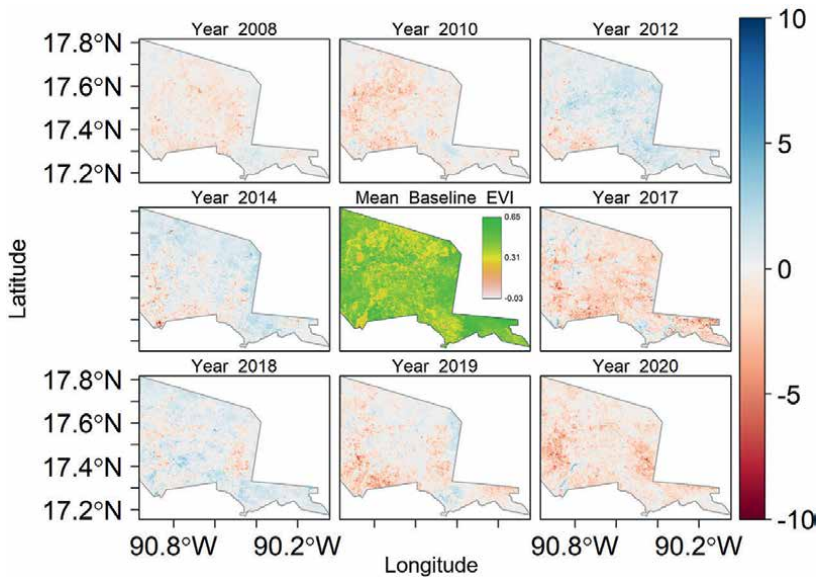 Year 2008 Year 2010 Year 2012
17.8°N
17.6°N
17.4°N
17.2°N
10
5
0
-5
-10
Year 2014 Mean Baseline EVI Year 2017
0.65
0.31
-0.03
Latitude
Year 2018 Year 2019 Year 2020
17.8°N
17.6°N
17.4°N
17.2°N
90.8°W 90.2°W 90.8°W 90.2°W
Longitude